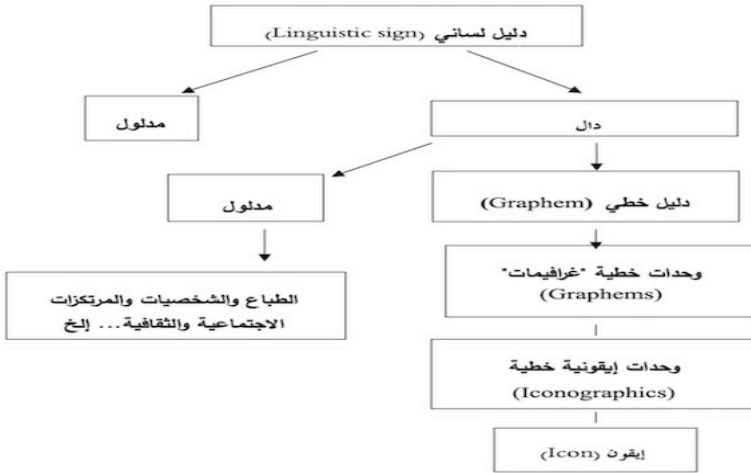 دليل لساني (Linguistic sign)
دال
مدلول
دليل خطي (Graphem)
مدلول
وحدات خطية "غرافيمات"
(Graphems)
الطباع والشخصيات والمرتكزات
الاجتماعية والثقافية... إلخ
وحدات إيقونية خطية
(Iconographics)
إيقون (Icon)